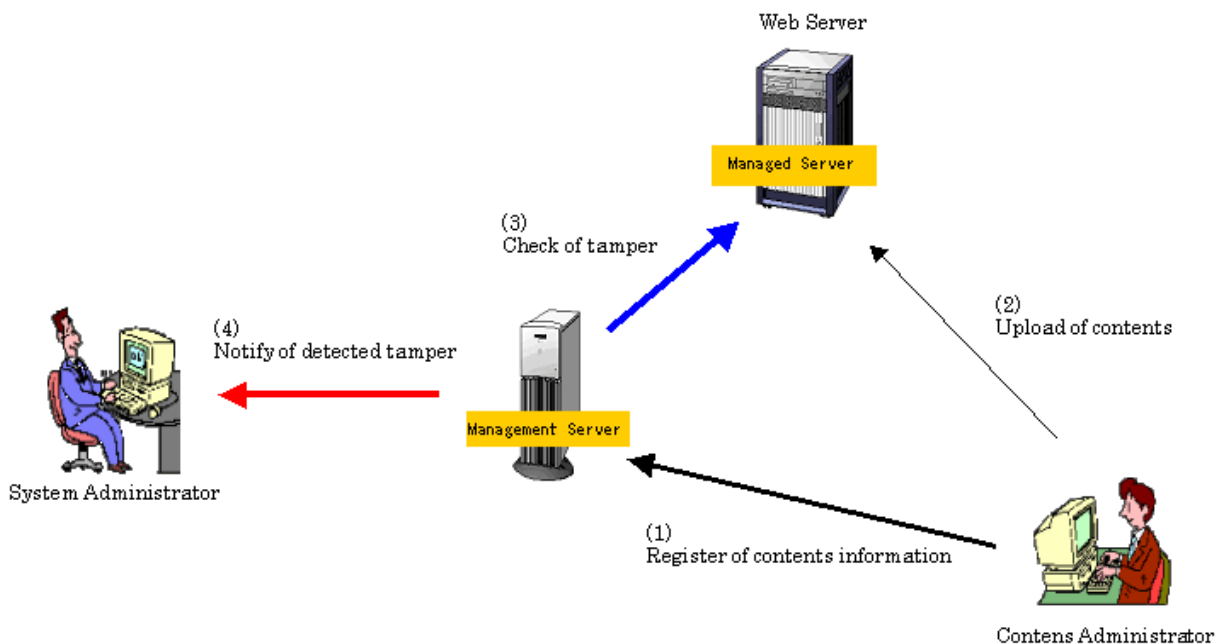 Web Server
Managed Server
(3)
Check of tamper
(2)
Upload of contents
(4)
Notify of detected tamper
Management Server
System Administrator
(1)
Register of contents information
Contens Administrator